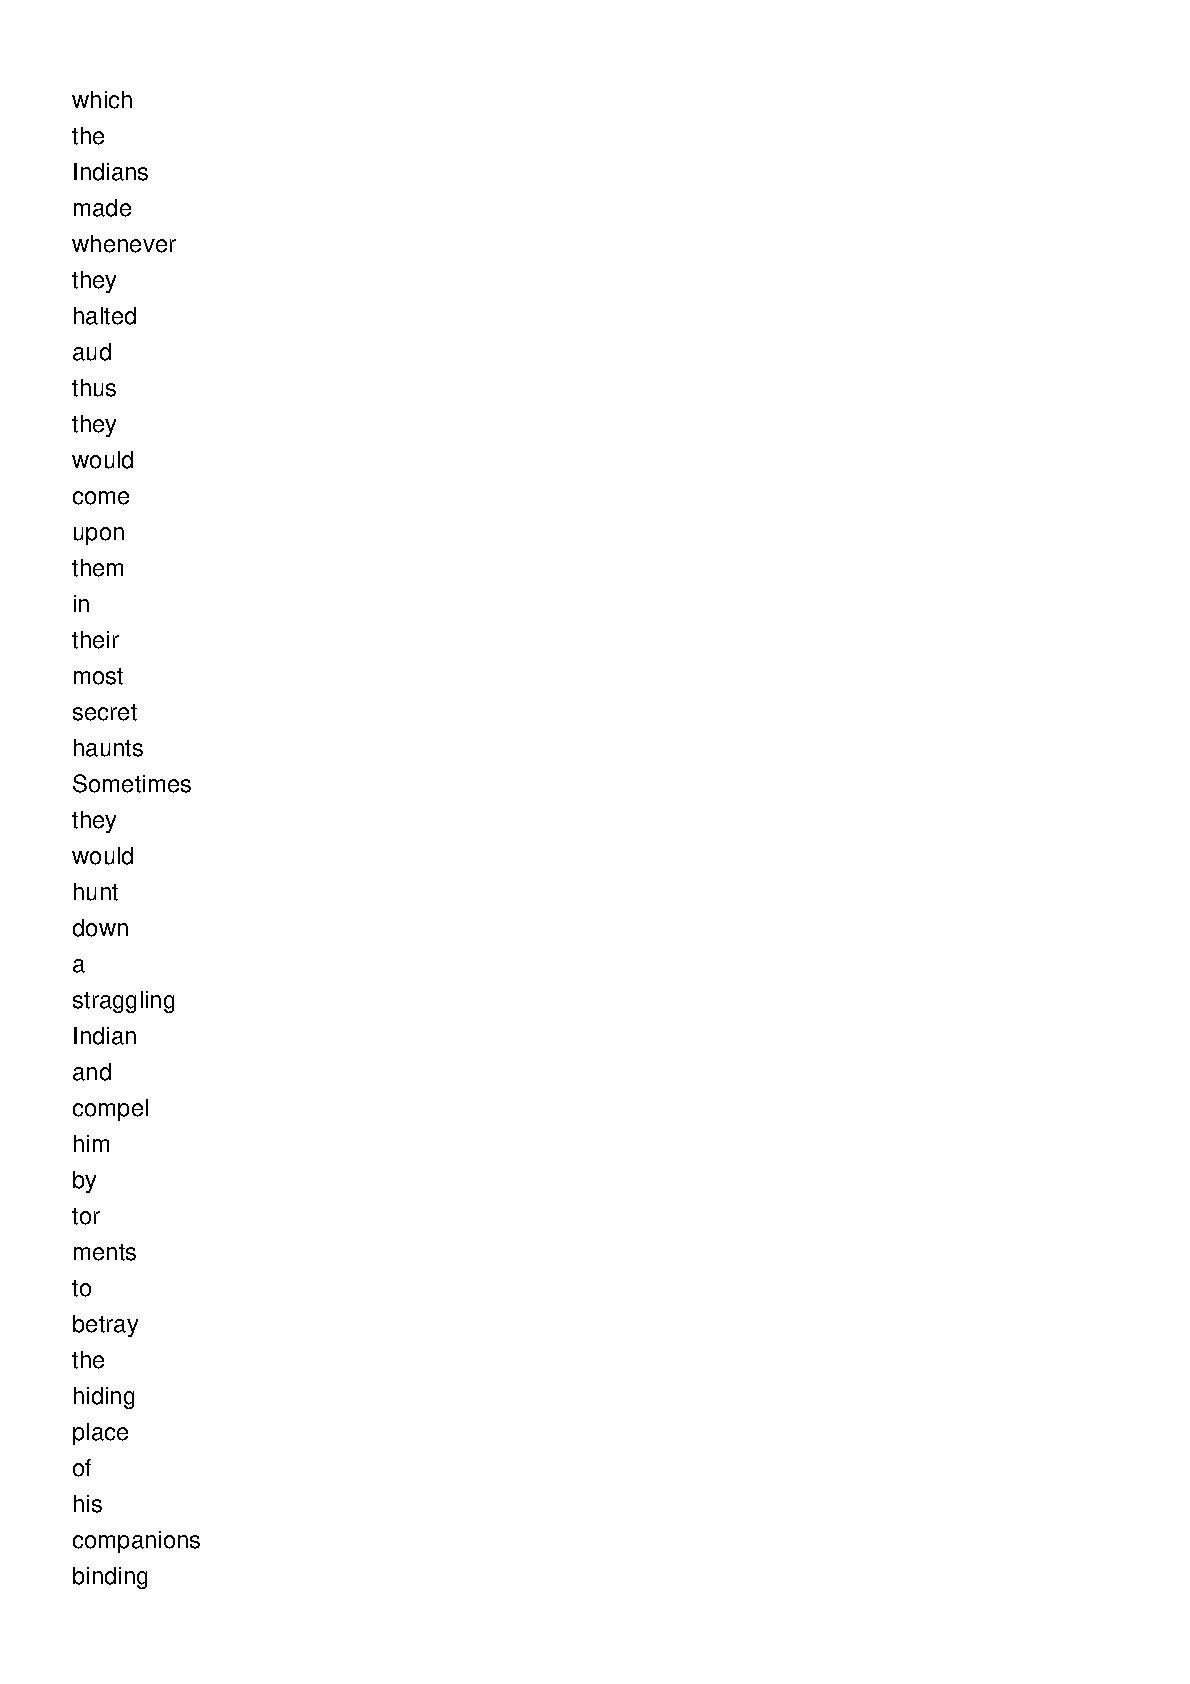 which
the
Indians
made
whenever
they
halted
aud
thus
they
would
come
upon
them
in
their
most
secret
haunts
Sometimes
they
would
hunt
down
a
straggling
Indian
and
compel
him
by
tor
ments
to
betray
the
hiding
place
of
his
companions
binding